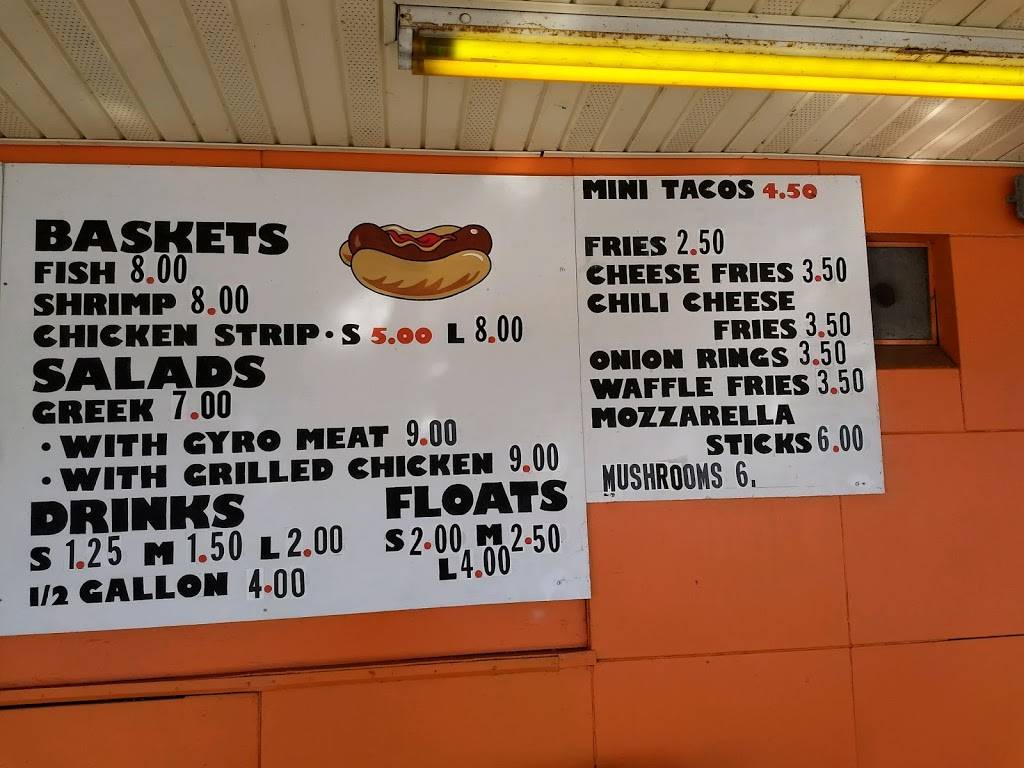 BASKETS
FISH 8.00
SHRIMP 8.00
CHICKEN STRIP · S 5.00 L 8.00
SALADS
GREEK 7.00
· WITH GYRO MEAT 9.00
· WITH GRILLED CHICKEN 9.00
DRINKS
S 1.25 M 1.50 L 2.00
1/2 GALLON 4.00
FLOATS
S 2.00 M 2.50
L 4.00
MINI TACOS 4.50
FRIES 2.50
CHEESE FRIES 3.50
CHILI CHEESE
FRIES 3.50
ONION RINGS 3.50
WAFFLE FRIES 3.50
MOZZARELLA
STICKS 6.00
MUSHROOMS 6.